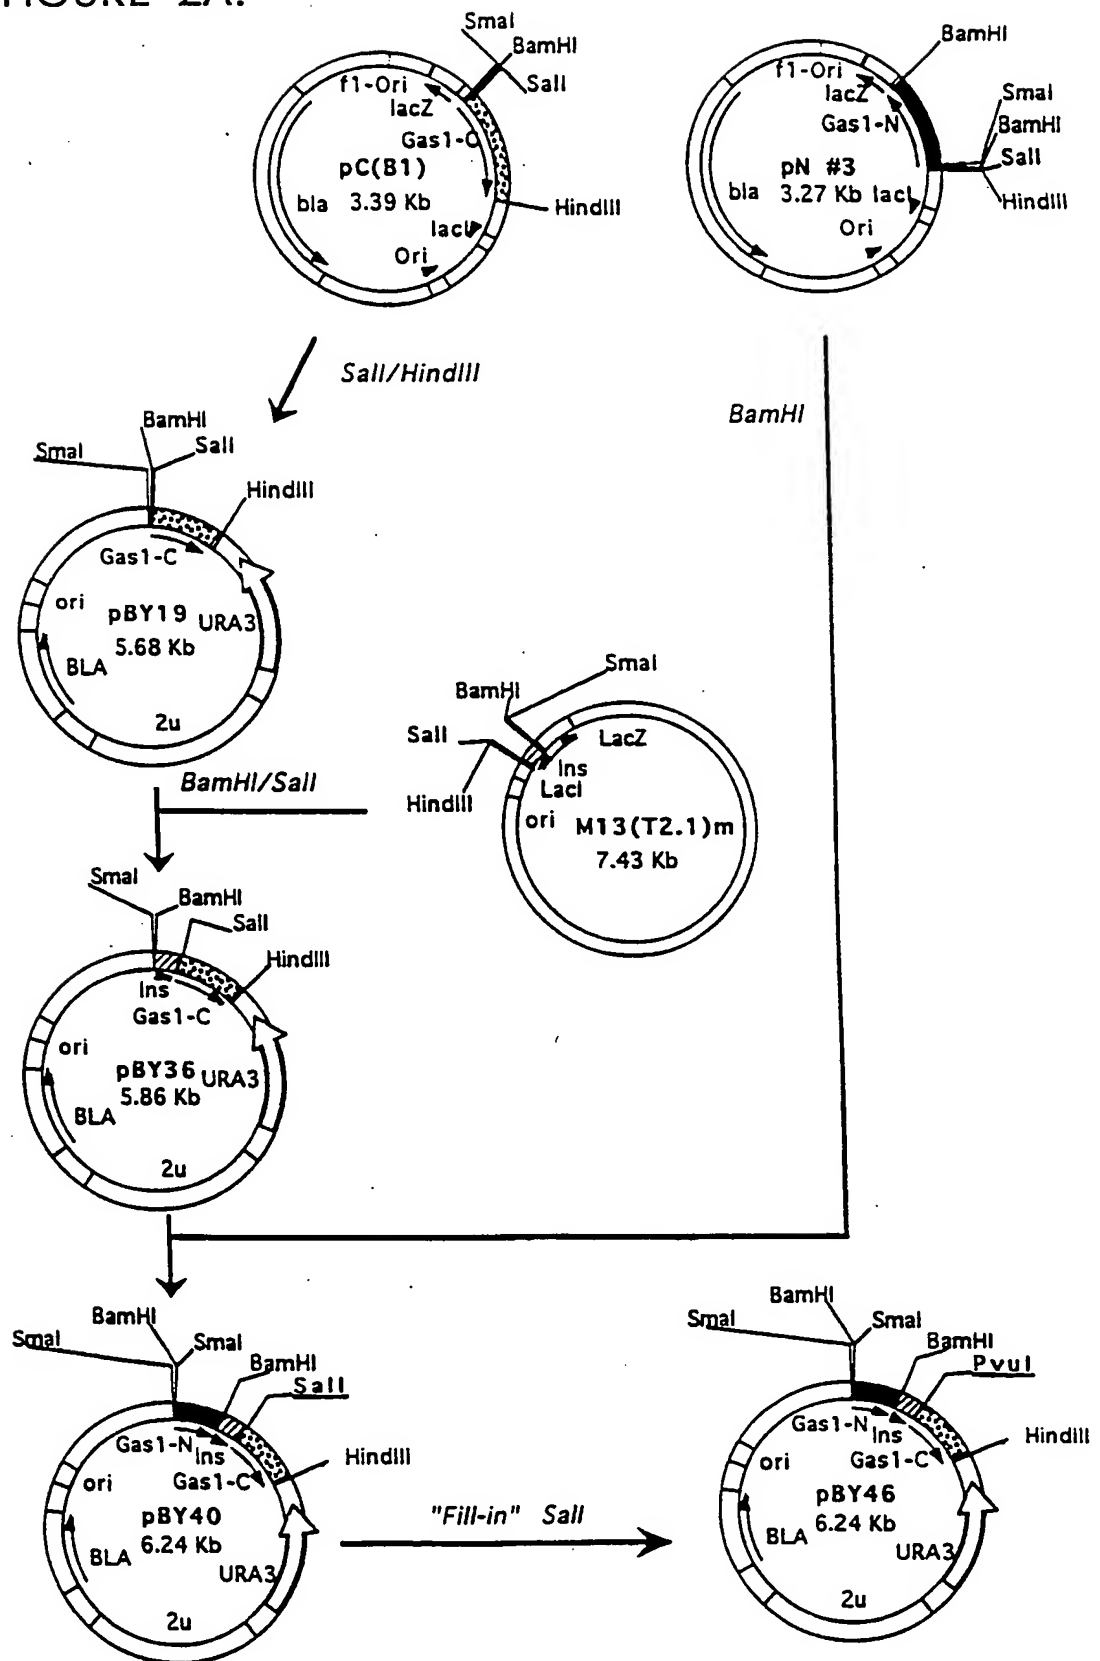 FIGURE 2A.
SmaI
BamHI
SalI
f1-Ori
lacZ
Gas1-C
pC(B1)
bla 3.39 Kb
HindIII
lacI
Ori
BamHI
f1-Ori
lacZ
SmaI
Gas1-N
BamHI
SalI
pN #3
bla 3.27 Kb lacI
HindIII
Ori
SalI/HindIII
BamHI
BamHI
SmaI
SalI
HindIII
Gas1-C
ori
pBY19
URA3
5.68 Kb
BLA
2u
SmaI
BamHI
SalI
LacZ
Ins
LacI
HindIII
ori
M13(T2.1)m
7.43 Kb
BamHI/SalI
SmaI
BamHI
SalI
HindIII
Ins
Gas1-C
ori
pBY36
URA3
5.86 Kb
BLA
2u
BamHI
SmaI
SmaI
BamHI
SalI
Gas1-N
Ins
HindIII
Gas1-C
ori
pBY40
6.24 Kb
BLA
URA3
2u
"Fill-in" SalI
BamHI
SmaI
SmaI
BamHI
PvuI
Gas1-N
Ins
HindIII
Gas1-C
ori
pBY46
6.24 Kb
BLA
URA3
2u